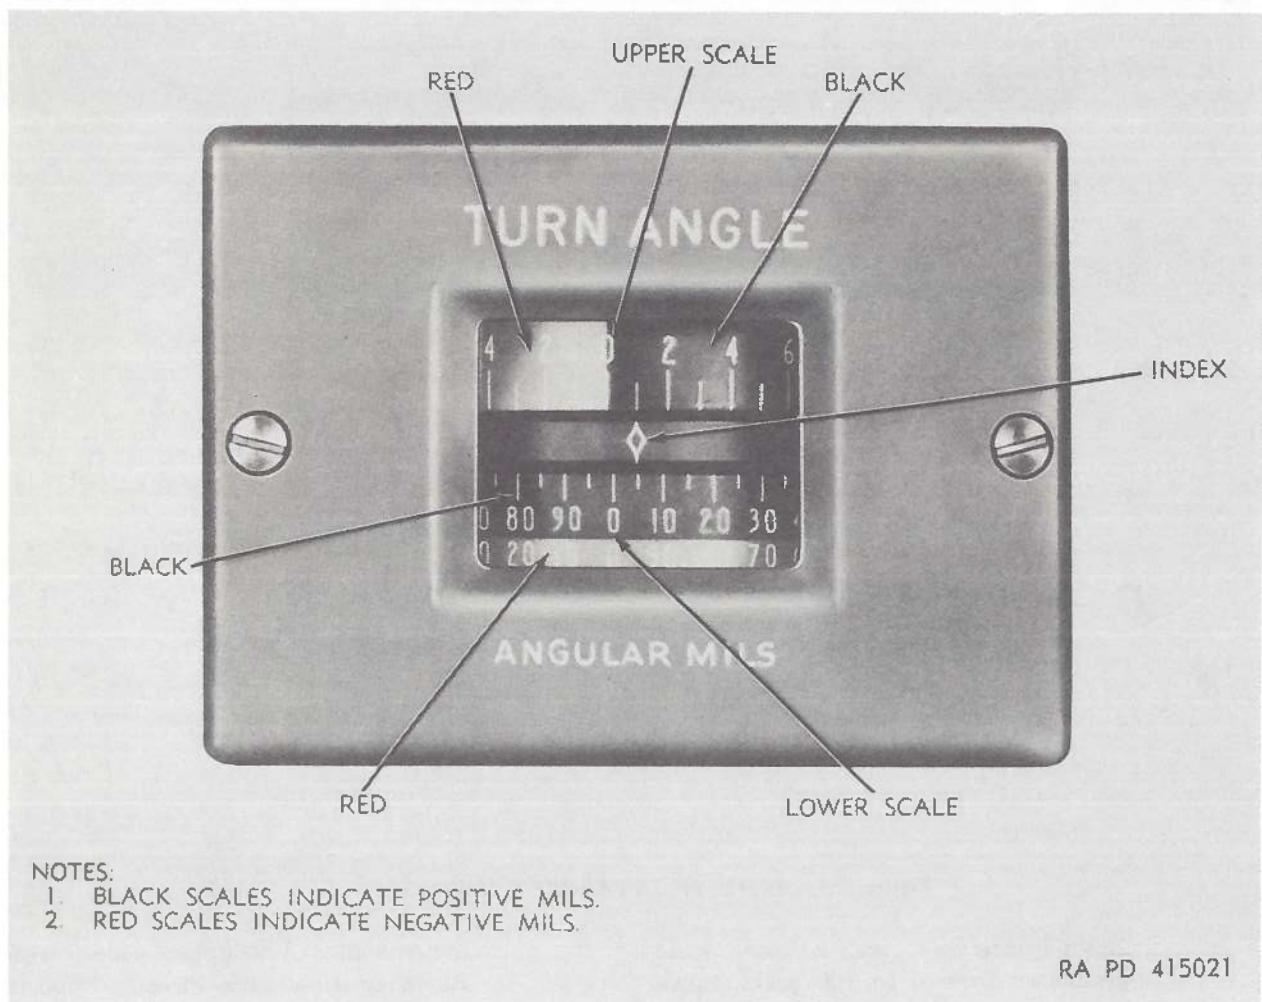 UPPER SCALE
RED
BLACK
TURN ANGLE
4 0 2 4 6
INDEX
0 80 90 0 10 20 30
0 20 70
BLACK
ANGULAR MILS
RED
LOWER SCALE
NOTES:
1. BLACK SCALES INDICATE POSITIVE MILS.
2 RED SCALES INDICATE NEGATIVE MILS.
RA PD 415021